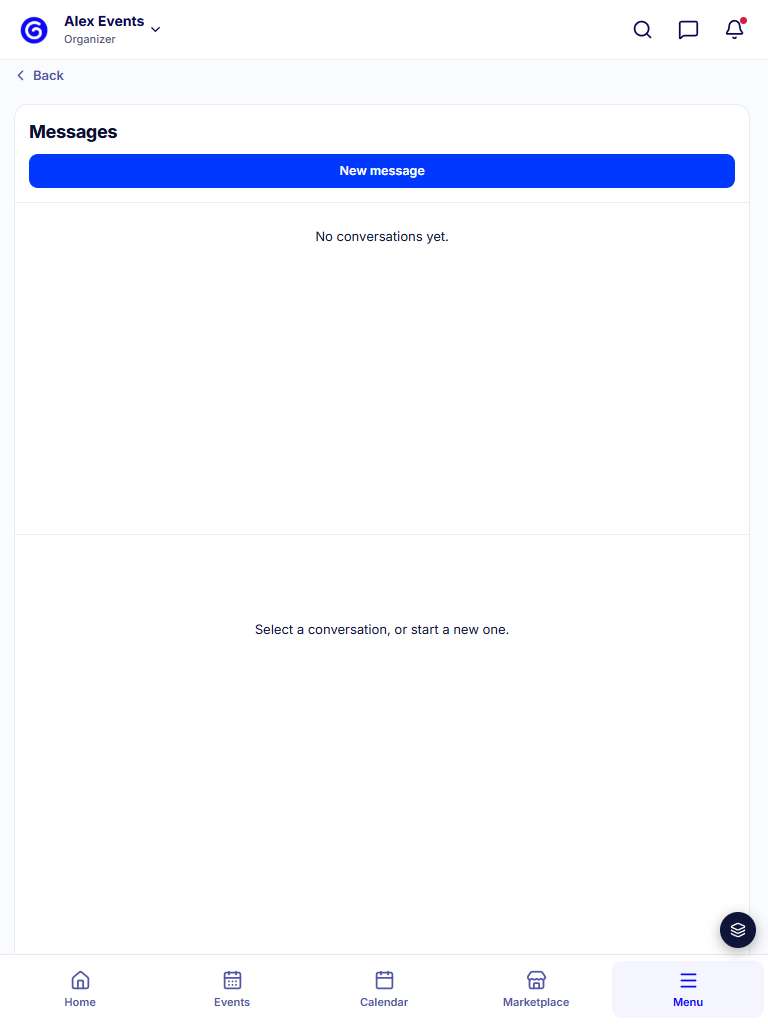 Alex Events
Organizer
Back
Messages
New message
No conversations yet.
Select a conversation, or start a new one.
Home
Events
Calendar
Marketplace
Menu